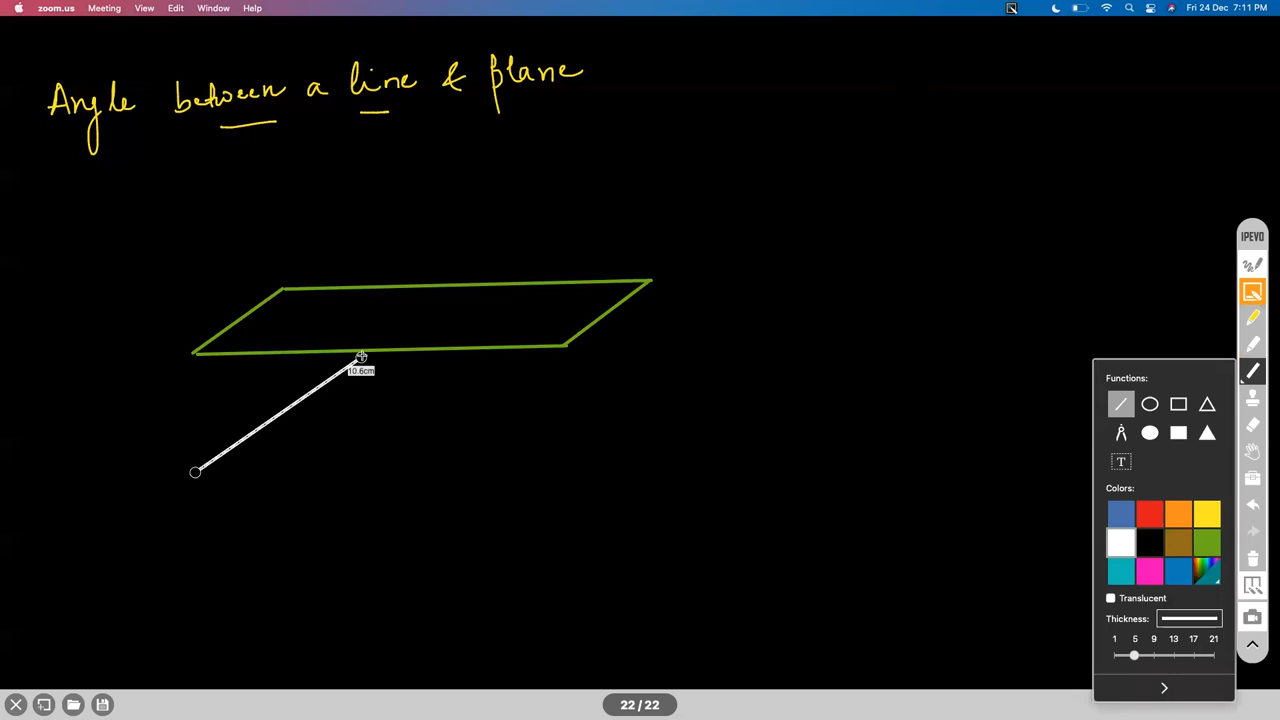 zoom.us Meeting View Edit Window Help Fri 24 Dec 7:11 PM
Angle between a line & plane
10.6cm
IPEVO
Functions:
T
Colors:
Translucent
Thickness:
1 5 9 13 17 21
22 / 22